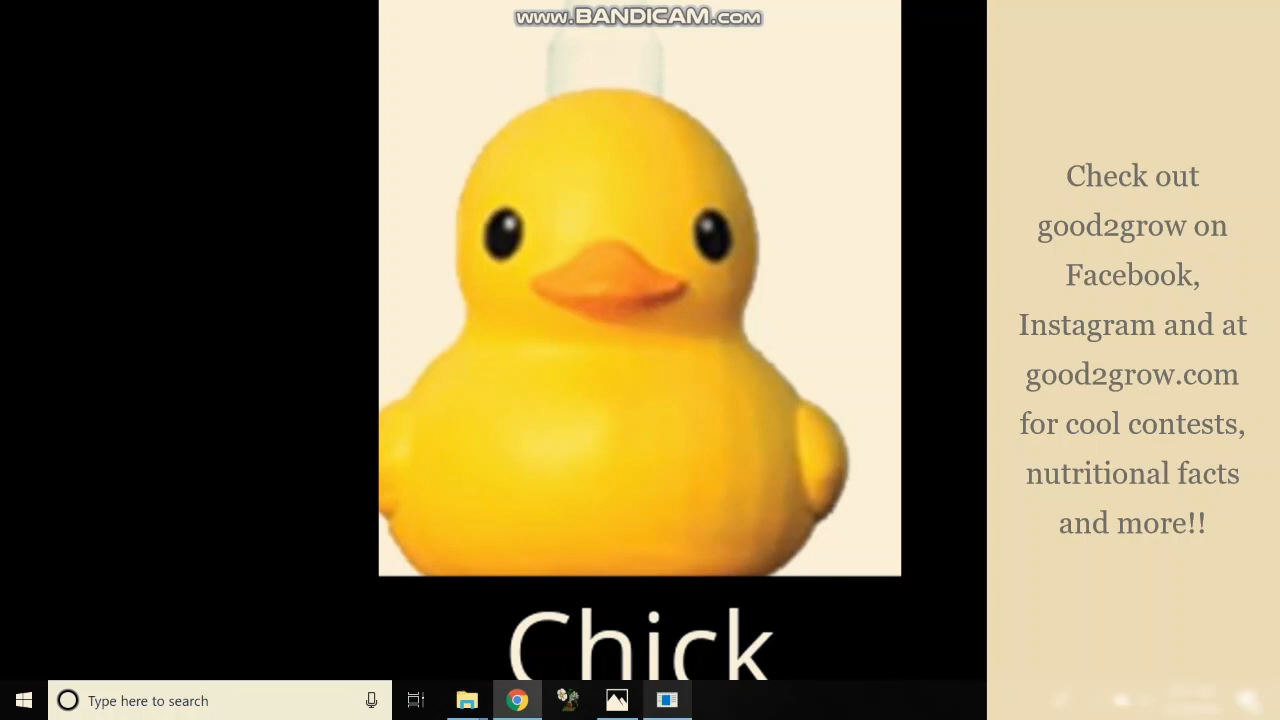 www.BANDICAM.com
Check out
good2grow on
Facebook,
Instagram and at
good2grow.com
for cool contests,
nutritional facts
and more!!
Chick
Type here to search